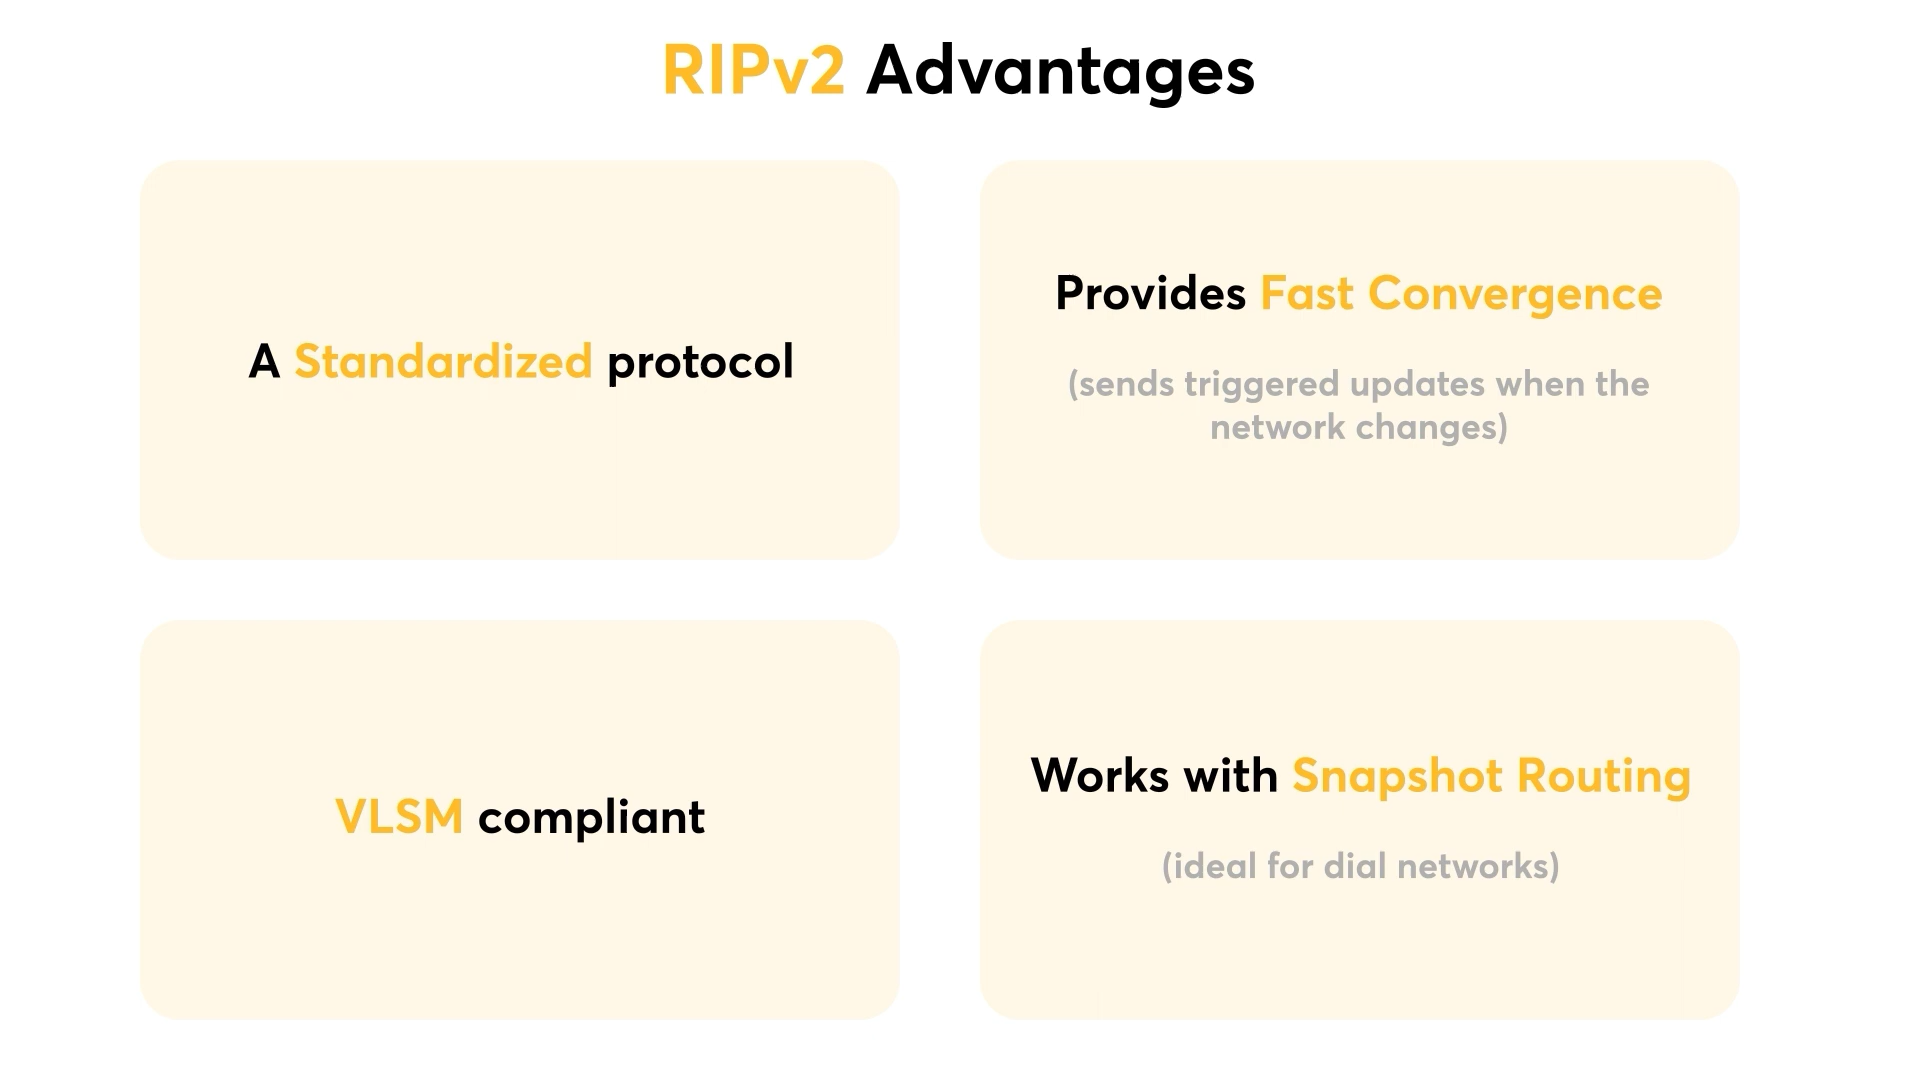 RIPv2 Advantages
A Standardized protocol
Provides Fast Convergence
(sends triggered updates when the
network changes)
VLSM compliant
Works with Snapshot Routing
(ideal for dial networks)